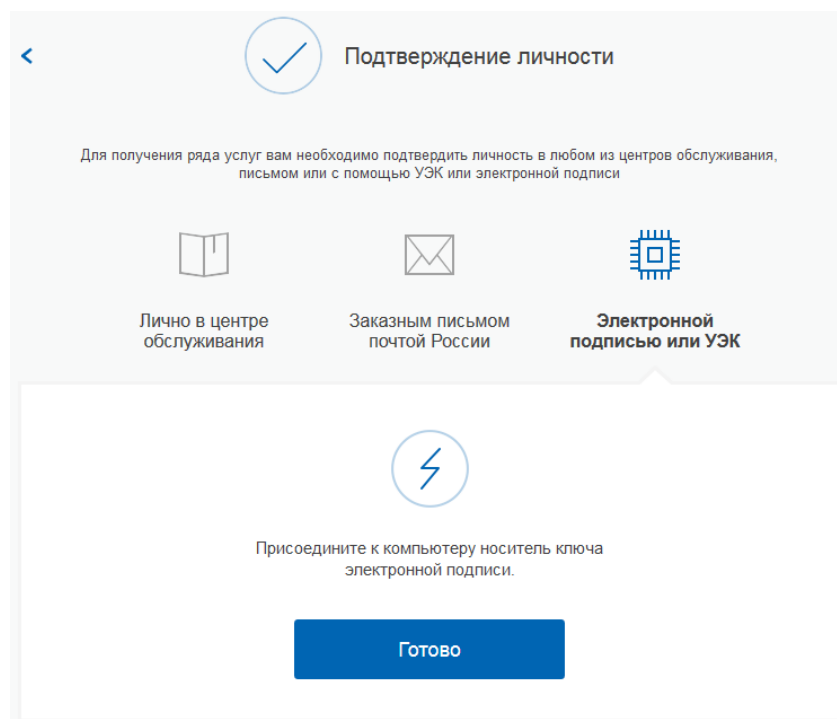 Подтверждение личности
Для получения ряда услуг вам необходимо подтвердить личность в любом из центров обслуживания,
письмом или с помощью УЭК или электронной подписи
Лично в центре
обслуживания
Заказным письмом
почтой России
Электронной
подписью или УЭК
Присоедините к компьютеру носитель ключа
электронной подписи.
Готово